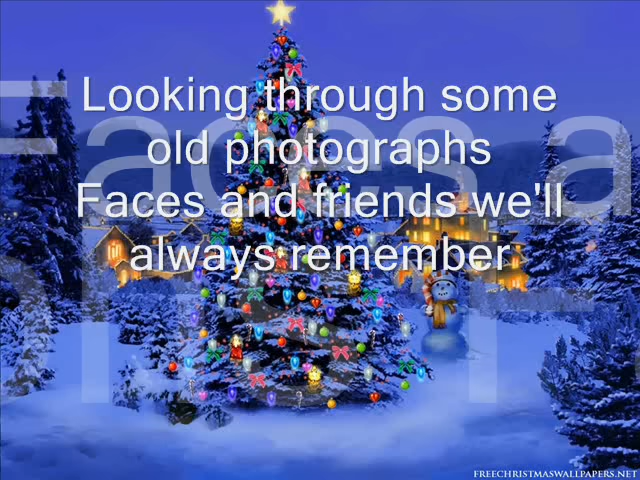 Looking through some
old photographs
Faces and friends we'll
always remember
FREECHRISTMASWALLPAPERS.NET